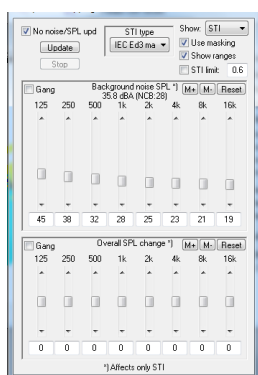 No noise/SPL upd
STI type
Show: STI
Update
IEC Ed3 ma
Use masking
Show ranges
Stop
STI limit: 0.6
Gang Background noise SPL *) M+ M- Reset
35.8 dBA (NCB:28)
125 250 500 1k 2k 4k 8k 16k
45 38 32 28 25 23 21 19
Gang Overall SPL change *) M+ M- Reset
125 250 500 1k 2k 4k 8k 16k
0 0 0 0 0 0 0 0
*) Affects only STI